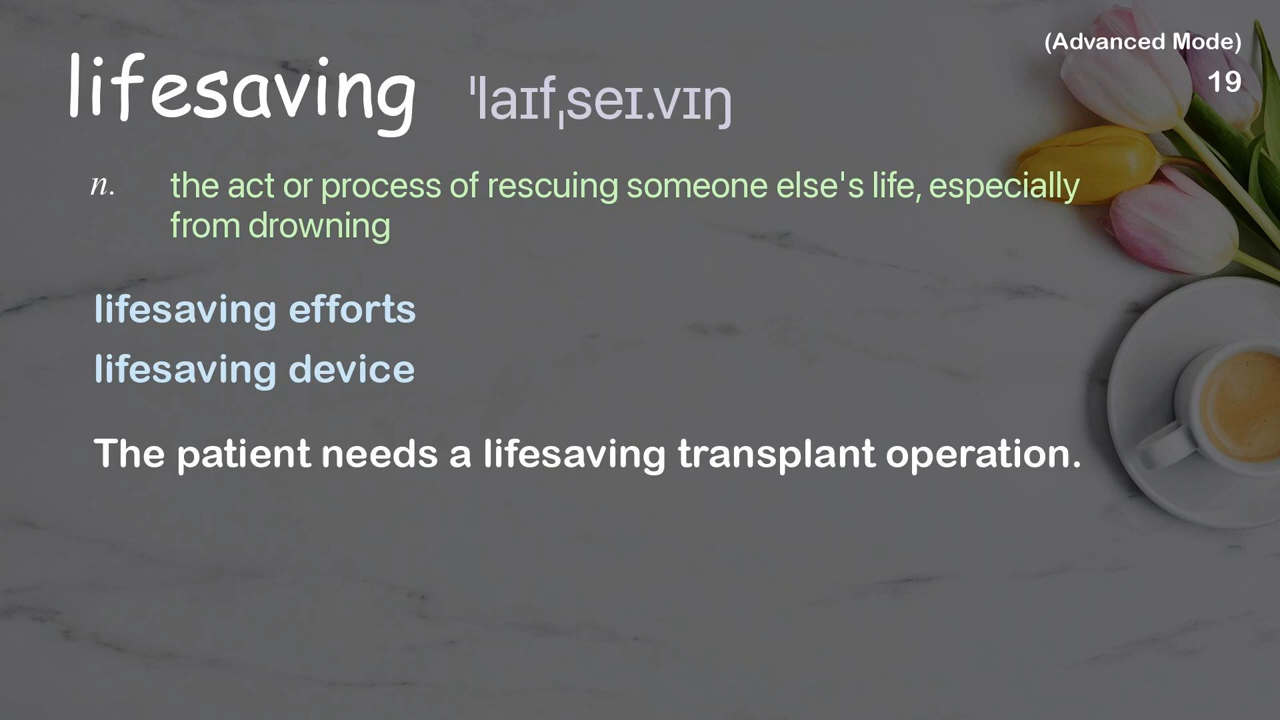 (Advanced Mode)
19
lifesaving ˈlaɪfˌseɪ.vɪŋ
n. the act or process of rescuing someone else's life, especially
from drowning
lifesaving efforts
lifesaving device
The patient needs a lifesaving transplant operation.